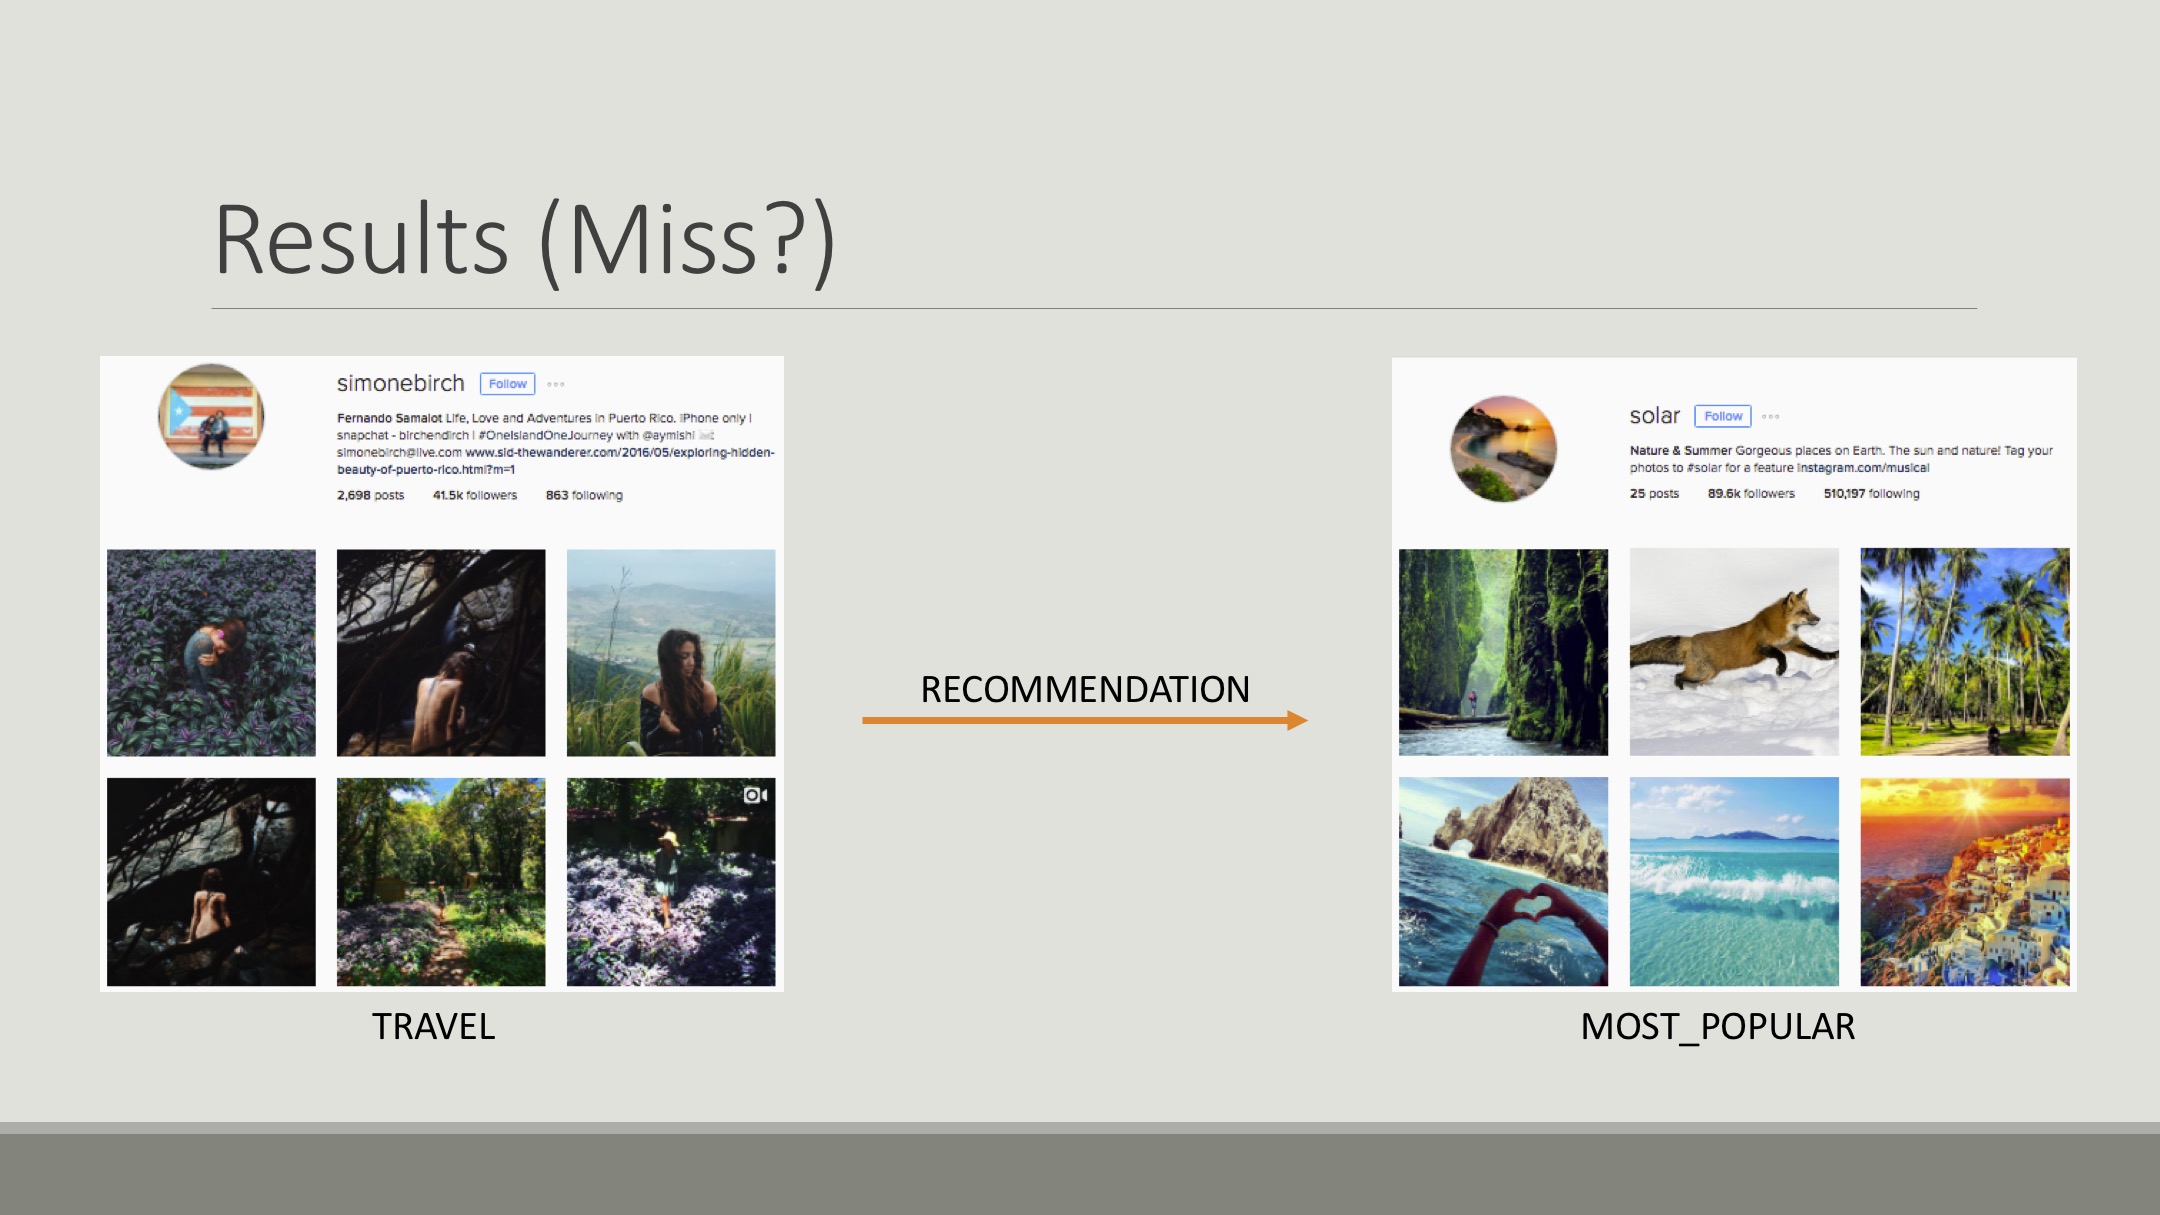 Results (Miss?)
simonebirch Follow
Fernando Samalot Life, Love and Adventures in Puerto Rico. iPhone only |
snapchat - birchendirch | #OneIslandOneJourney with @aymishi
simonebirch@live.com www.sid-thewanderer.com/2016/05/exploring-hidden-
beauty-of-puerto-rico.html?m=1
2,698 posts 41.5k followers 863 following
TRAVEL
RECOMMENDATION
solar Follow
Nature & Summer Gorgeous places on Earth. The sun and nature! Tag your
photos to #solar for a feature instagram.com/musical
25 posts 89.6k followers 510,197 following
MOST_POPULAR